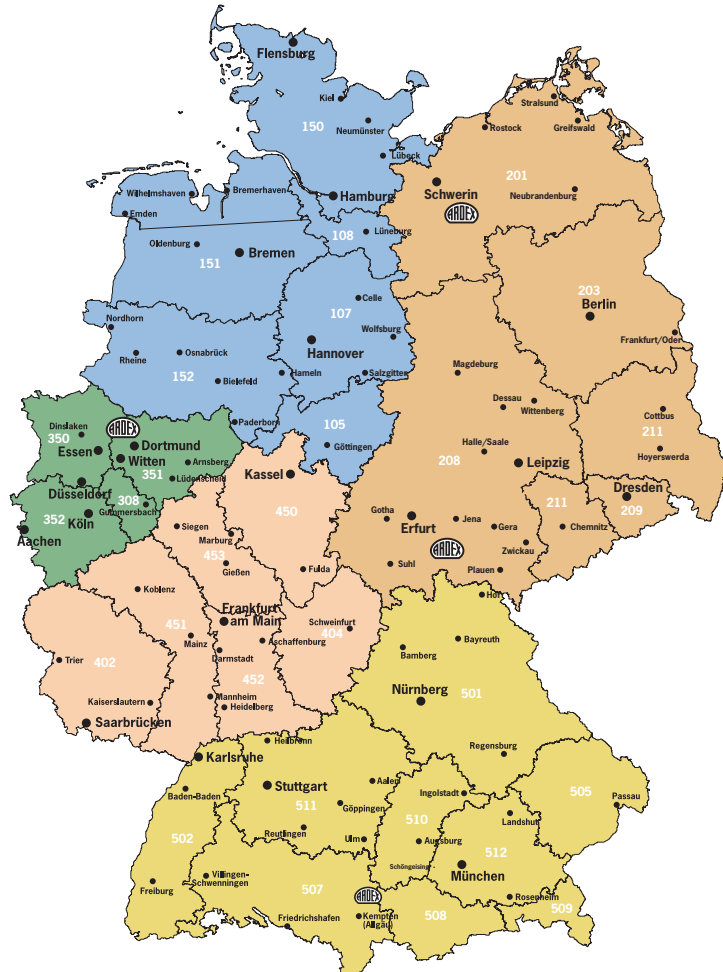 Flensburg
Kiel
150
Neumünster
Lübeck
Stralsund
Rostock
Greifswald
201
Schwerin
Neubrandenburg
ARDEX
Wilhelmshaven
Bremerhaven
Hamburg
Emden
108
Lüneburg
Oldenburg
151
Bremen
Celle
107
Wolfsburg
Hannover
203
Berlin
Frankfurt/Oder
Nordhorn
Rheine
Osnabrück
152
Bielefeld
Hameln
Salzgitter
Magdeburg
Dessau
Wittenberg
Cottbus
211
Hoyerswerda
Paderborn
105
Göttingen
Halle/Saale
208
Leipzig
Dinslaken
350
ARDEX
Essen
Dortmund
Witten
351
Arnsberg
Lüdenscheid
Düsseldorf
308
Gummersbach
352
Köln
Aachen
Kassel
450
Dresden
209
211
Chemnitz
Gotha
Erfurt
Jena
Gera
Zwickau
ARDEX
Suhl
Plauen
Siegen
Marburg
453
Gießen
Fulda
Hof
Koblenz
451
Mainz
Frankfurt
am Main
Schweinfurt
404
Aschaffenburg
Darmstadt
452
Trier
402
Kaiserslautern
Mannheim
Heidelberg
Saarbrücken
Bayreuth
Bamberg
Nürnberg
501
Regensburg
Heilbronn
Karlsruhe
Baden-Baden
Stuttgart
511
Aalen
Göppingen
Reutlingen
Ulm
502
Ingolstadt
510
Augsburg
Schöngeising
Landshut
512
München
505
Passau
Villingen-
Schwenningen
Freiburg
507
ARDEX
Friedrichshafen
Kempten
(Allgäu)
508
Rosenheim
509